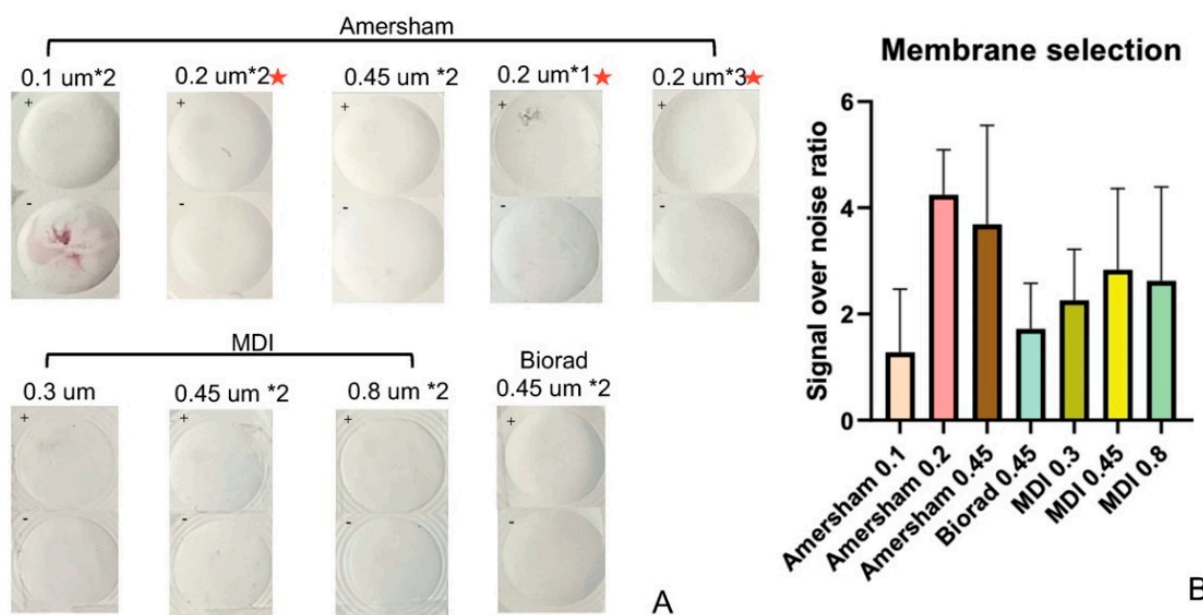 Amersham
0.1 um*2 0.2 um*2 0.45 um *2 0.2 um*1 0.2 um*3
+ + + + +
- - - - -
MDI
Biorad
0.3 um 0.45 um *2 0.8 um *2 0.45 um *2
+ + + +
- - - -
A
Membrane selection
Signal over noise ratio
6
4
2
0
Amersham 0.1
Amersham 0.2
Amersham 0.45
Biorad 0.45
MDI 0.3
MDI 0.45
MDI 0.8
B